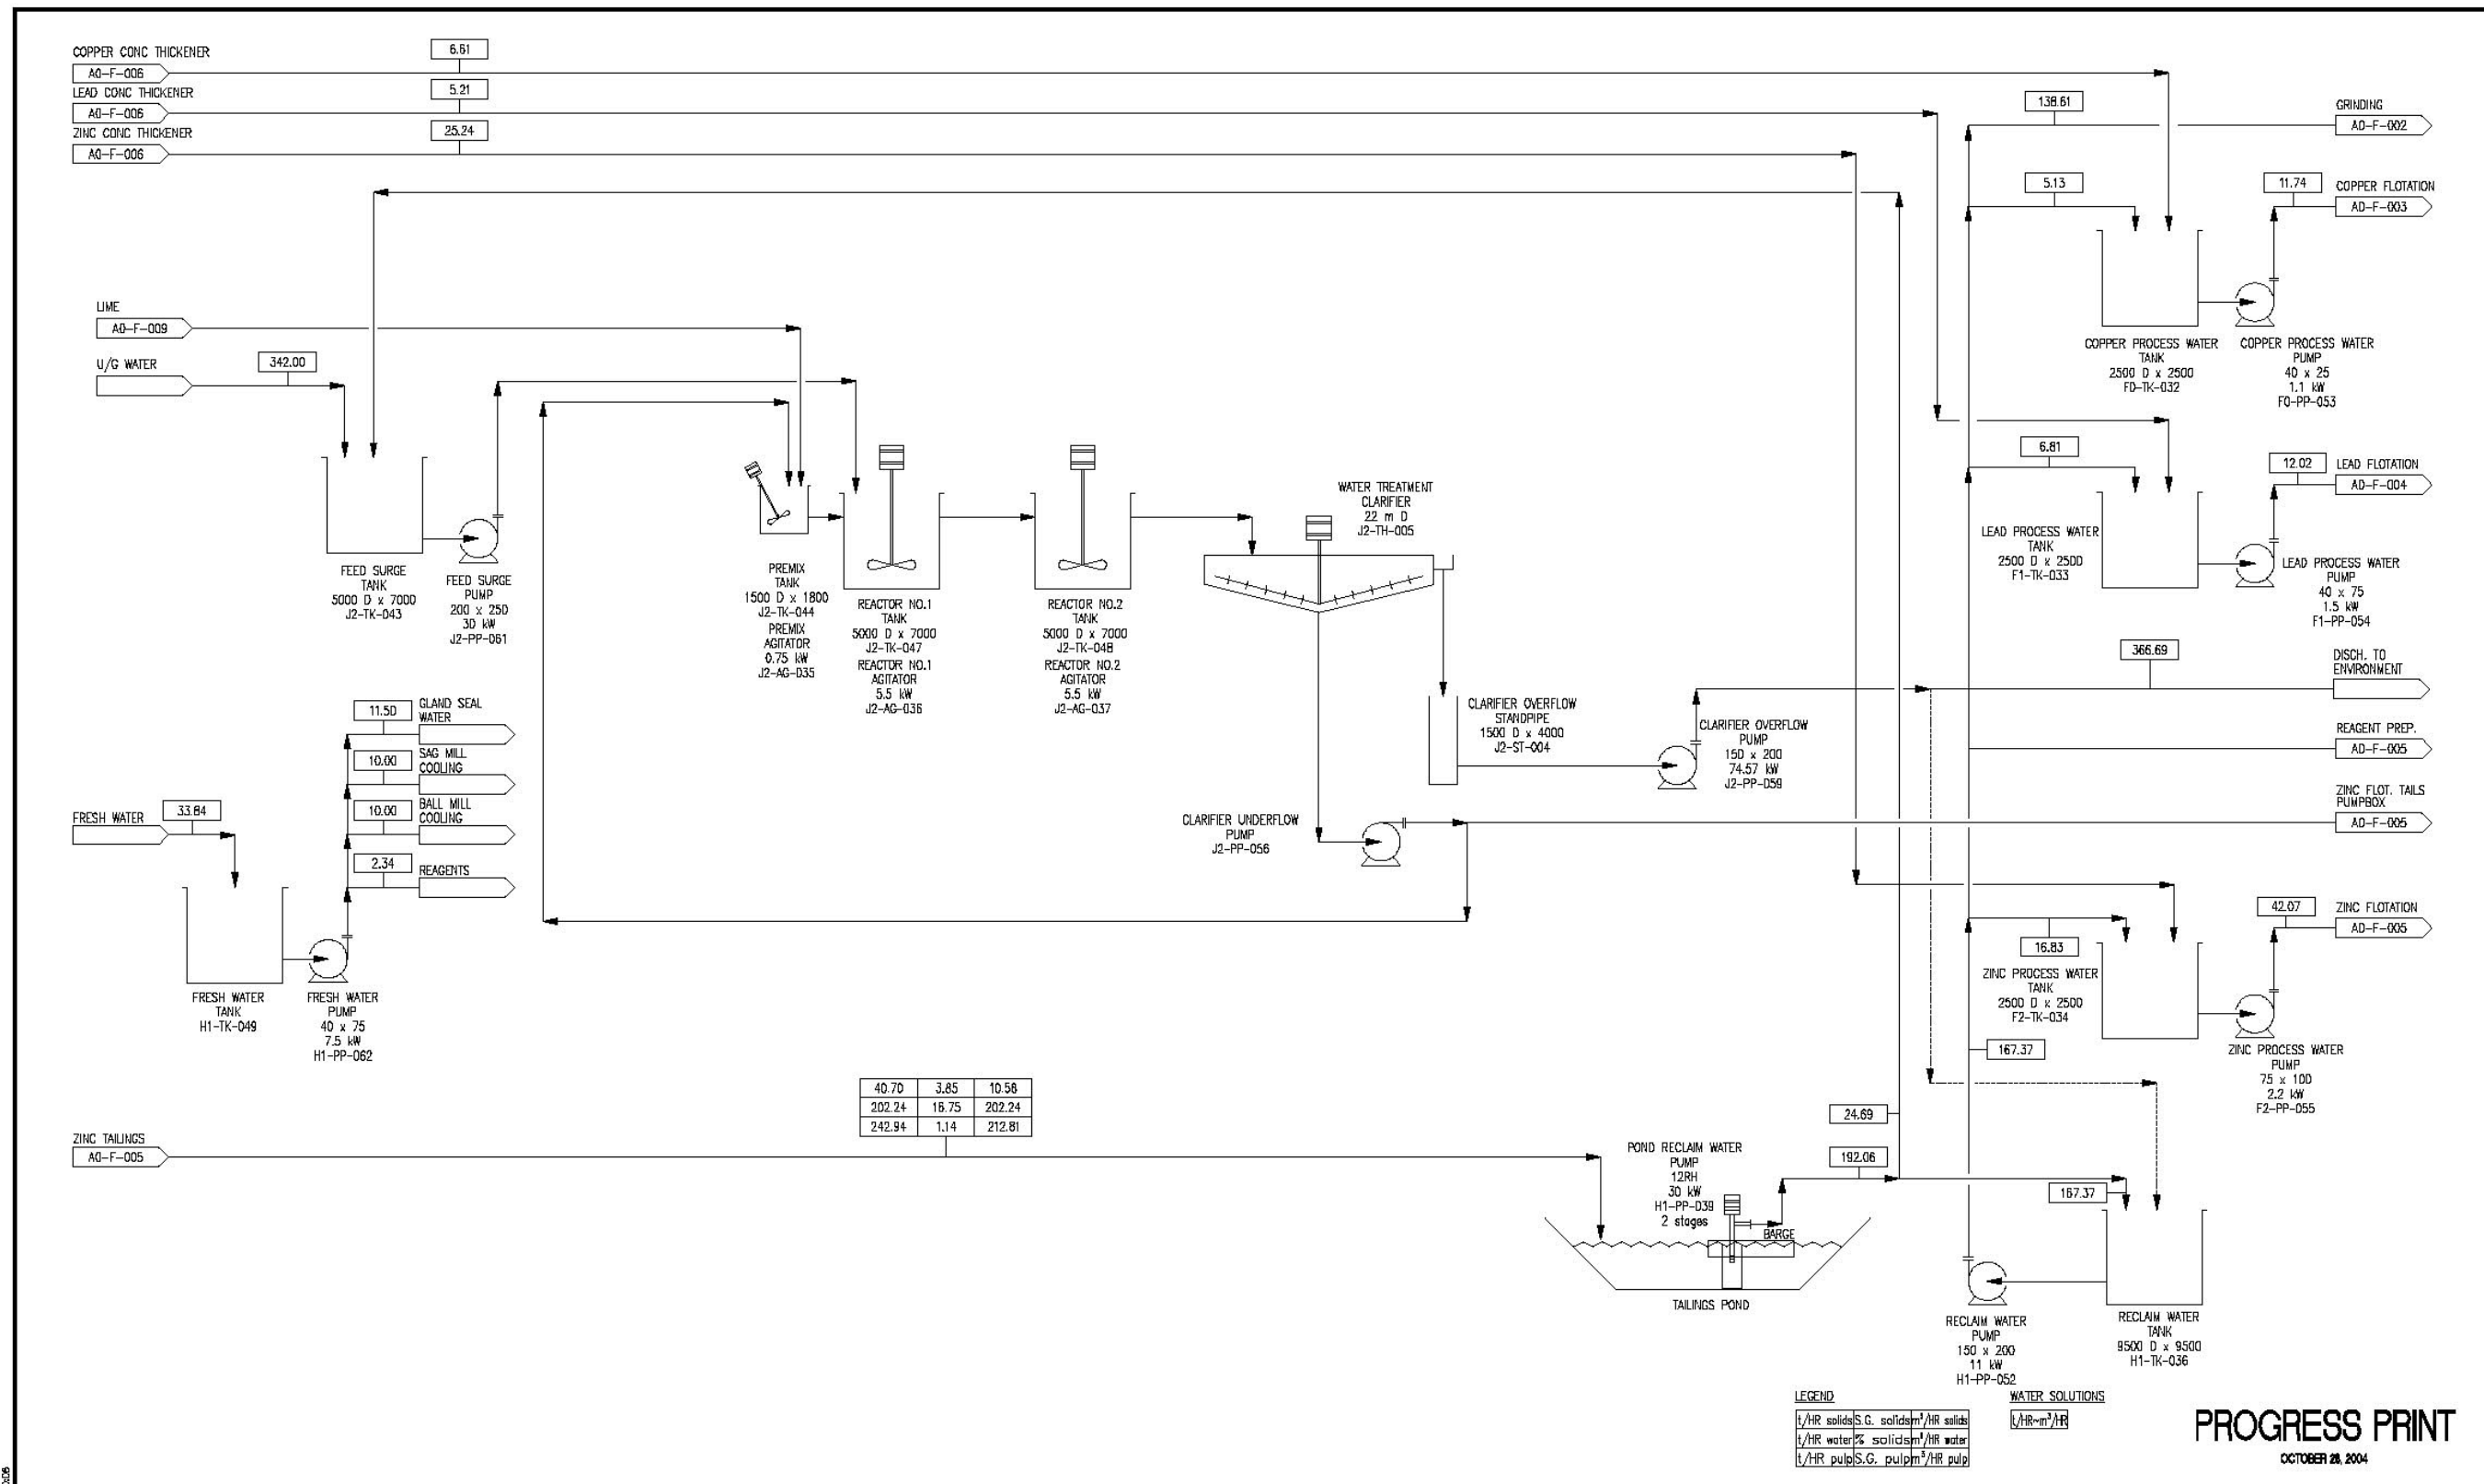 COPPER CONC THICKENER
A0-F-006
6.61
LEAD CONC THICKENER
A0-F-006
5.21
ZINC CONC THICKENER
A0-F-006
25.24
138.61
GRINDING
A0-F-002
5.13
11.74
COPPER FLOTATION
A0-F-003
COPPER PROCESS WATER
TANK
2500 D x 2500
F0-TK-032
COPPER PROCESS WATER
PUMP
40 x 25
1.1 kW
F0-PP-053
LIME
A0-F-009
U/G WATER
342.00
FEED SURGE
TANK
5000 D x 7000
J2-TK-043
FEED SURGE
PUMP
200 x 250
30 kW
J2-PP-061
PREMIX
TANK
1500 D x 1800
J2-TK-044
PREMIX
AGITATOR
0.75 kW
J2-AG-035
REACTOR NO.1
TANK
5000 D x 7000
J2-TK-047
REACTOR NO.1
AGITATOR
5.5 kW
J2-AG-036
REACTOR NO.2
TANK
5000 D x 7000
J2-TK-048
REACTOR NO.2
AGITATOR
5.5 kW
J2-AG-037
WATER TREATMENT
CLARIFIER
22 m D
J2-TH-005
6.81
12.02
LEAD FLOTATION
A0-F-004
LEAD PROCESS WATER
TANK
2500 D x 2500
F1-TK-033
LEAD PROCESS WATER
PUMP
40 x 75
1.5 kW
F1-PP-054
366.69
DISCH. TO
ENVIRONMENT
CLARIFIER OVERFLOW
STANDPIPE
1500 D x 4000
J2-ST-004
CLARIFIER OVERFLOW
PUMP
150 x 200
74.57 kW
J2-PP-059
REAGENT PREP.
A0-F-005
ZINC FLOT. TAILS
PUMPBOX
A0-F-005
CLARIFIER UNDERFLOW
PUMP
J2-PP-056
11.50
GLAND SEAL
WATER
10.00
SAG MILL
COOLING
10.00
BALL MILL
COOLING
2.34
REAGENTS
FRESH WATER
33.84
FRESH WATER
TANK
H1-TK-049
FRESH WATER
PUMP
40 x 75
7.5 kW
H1-PP-062
42.07
ZINC FLOTATION
A0-F-005
16.83
ZINC PROCESS WATER
TANK
2500 D x 2500
F2-TK-034
ZINC PROCESS WATER
PUMP
75 x 100
2.2 kW
F2-PP-055
167.37
40.70 3.85 10.58
202.24 16.75 202.24
242.94 1.14 212.81
ZINC TAILINGS
A0-F-005
24.69
192.06
167.37
POND RECLAIM WATER
PUMP
12RH
30 kW
H1-PP-039
2 stages
BARGE
TAILINGS POND
RECLAIM WATER
PUMP
150 x 200
11 kW
H1-PP-052
RECLAIM WATER
TANK
9500 D x 9500
H1-TK-036
LEGEND
t/HR solids S.G. solids m³/HR solids
t/HR water % solids m³/HR water
t/HR pulp S.G. pulp m³/HR pulp
WATER SOLUTIONS
t/HR~m³/HR
PROGRESS PRINT
OCTOBER 28, 2004